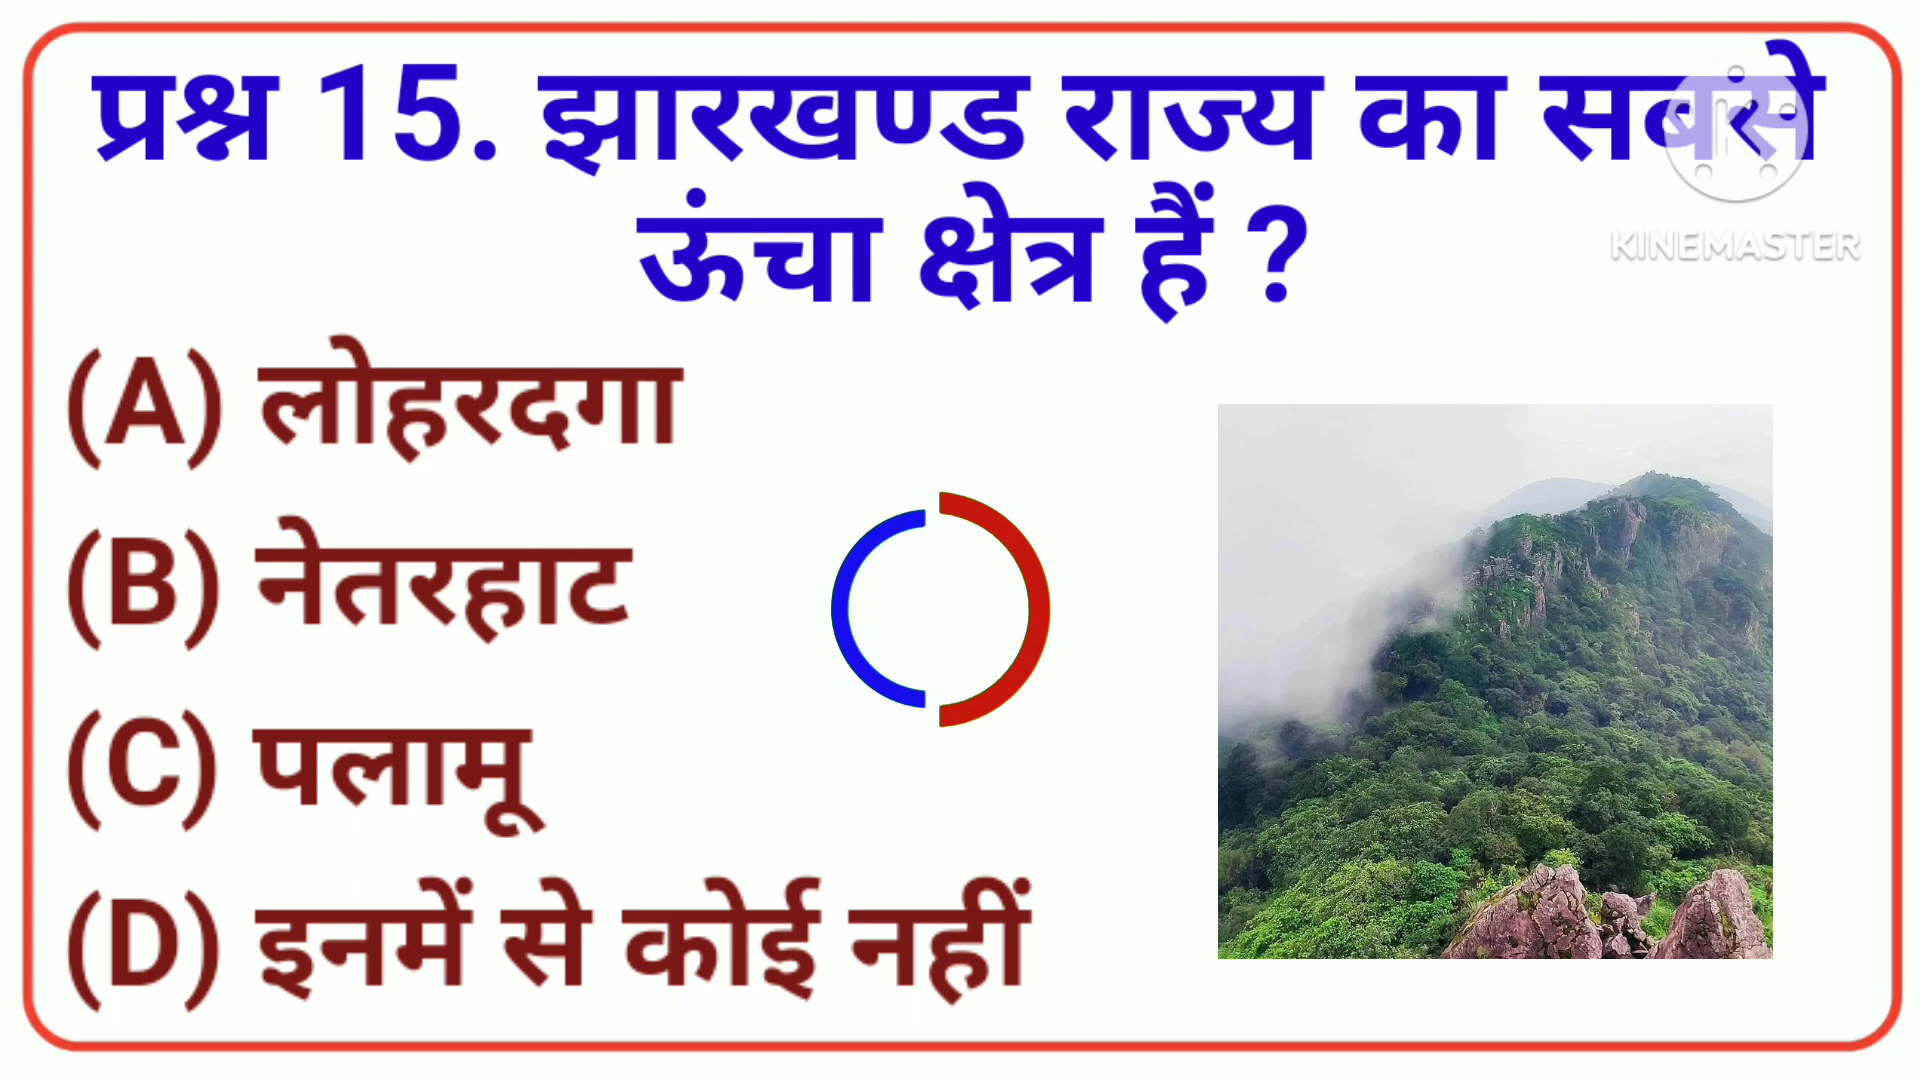 प्रश्न 15. झारखण्ड राज्य का सबसे
ऊंचा क्षेत्र हैं ?
KINEMASTER
(A) लोहरदगा
(B) नेतरहाट
(C) पलामू
(D) इनमें से कोई नहीं